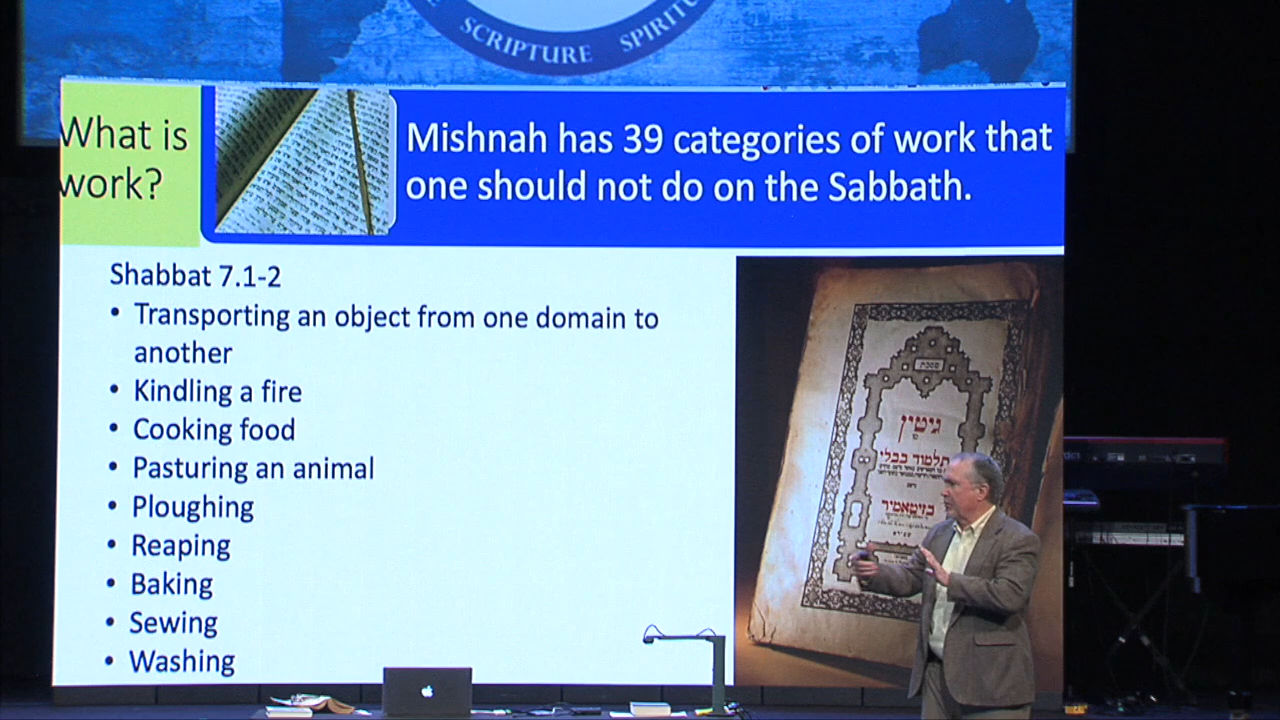 SCRIPTURE SPIRITU
What is
work?
Mishnah has 39 categories of work that
one should not do on the Sabbath.
Shabbat 7.1-2
• Transporting an object from one domain to
another
• Kindling a fire
• Cooking food
• Pasturing an animal
• Ploughing
• Reaping
• Baking
• Sewing
• Washing
מסכת
גיטין
תלמוד בבלי
בזיטאמיר